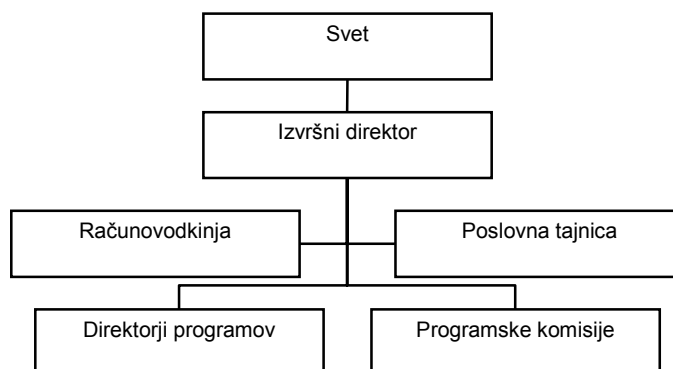 Svet
Izvršni direktor
Računovodkinja
Poslovna tajnica
Direktorji programov
Programske komisije